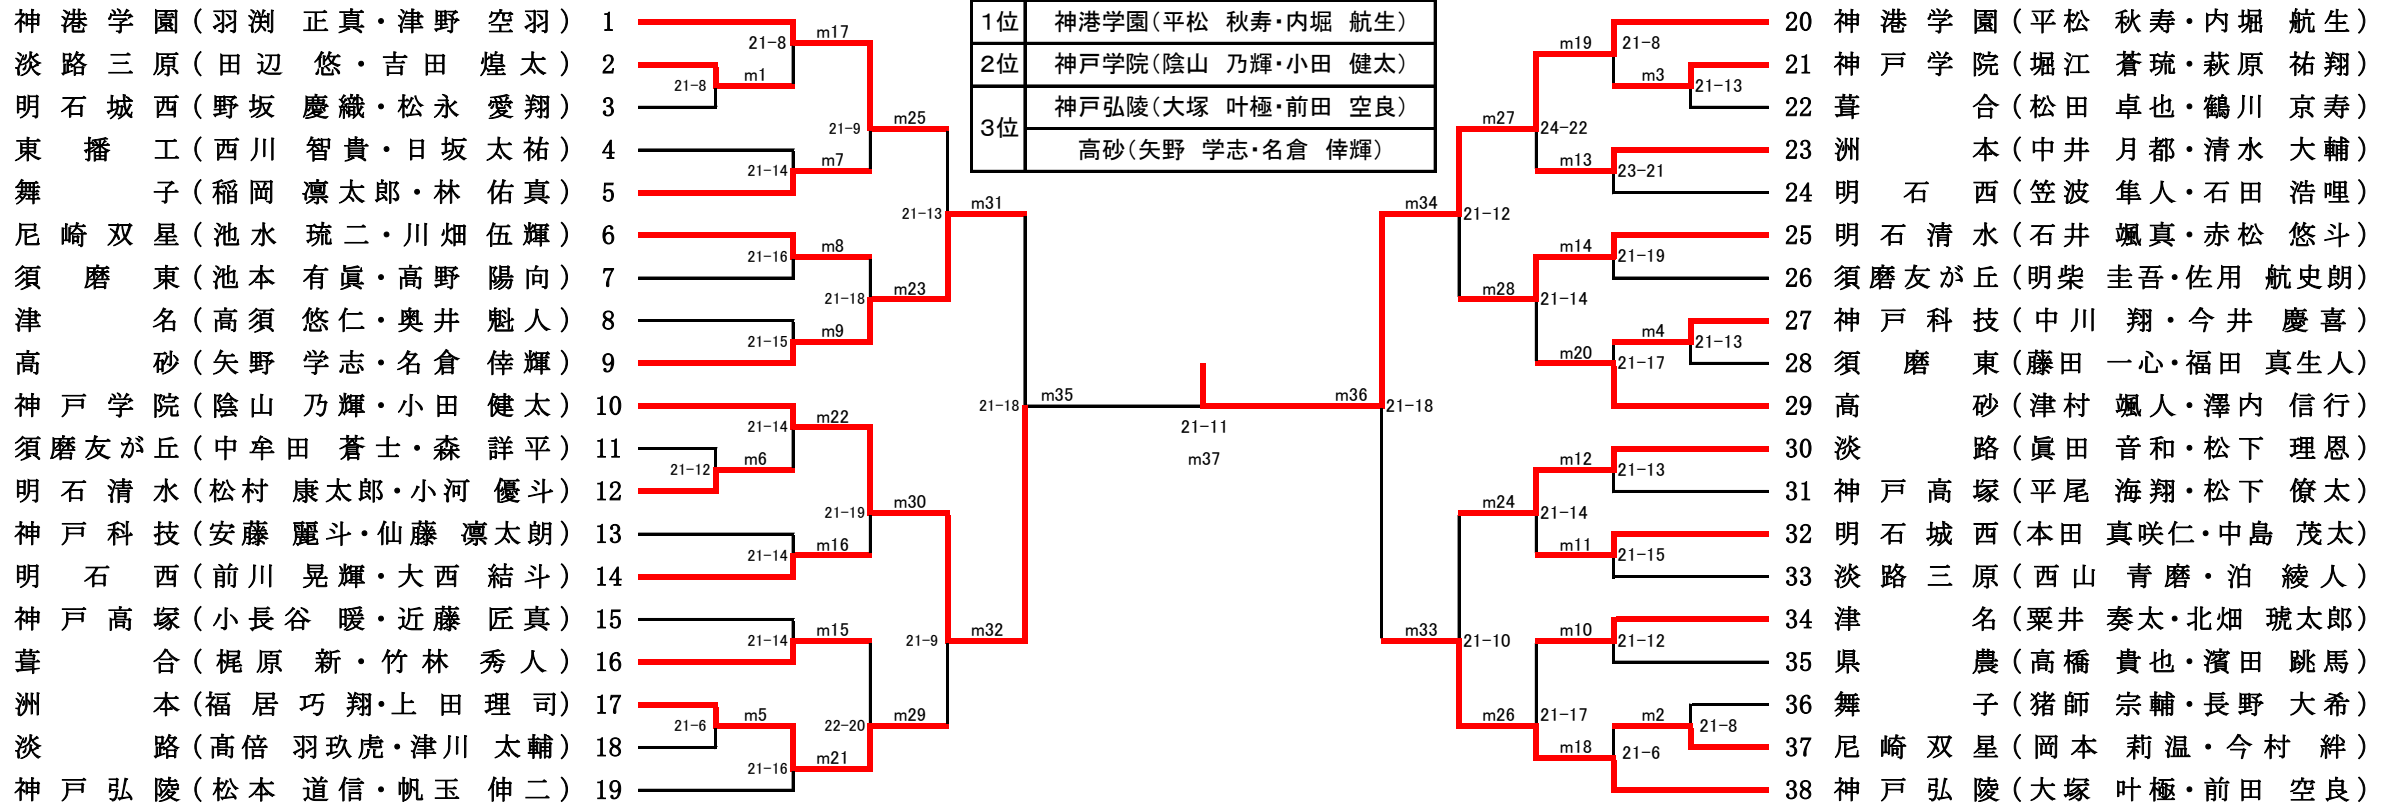 1位 神港学園(平松 秋寿・内堀 航生)
2位 神戸学院(陰山 乃輝・小田 健太)
3位 神戸弘陵(大塚 叶極・前田 空良)
高砂(矢野 学志・名倉 倖輝)
神港学園(羽渕 正真・津野 空羽) 1
淡路三原(田辺 悠・吉田 煌太) 2
明石城西(野坂 慶織・松永 愛翔) 3
東播工(西川 智貴・日坂 太祐) 4
舞子(稲岡 凛太郎・林 佑真) 5
尼崎双星(池水 琉二・川畑 伍輝) 6
須磨東(池本 有眞・高野 陽向) 7
津名(高須 悠仁・奥井 魁人) 8
高砂(矢野 学志・名倉 倖輝) 9
神戸学院(陰山 乃輝・小田 健太) 10
須磨友が丘(中牟田 蒼士・森 詳平) 11
明石清水(松村 康太郎・小河 優斗) 12
神戸科技(安藤 麗斗・仙藤 凛太朗) 13
明石西(前川 晃輝・大西 結斗) 14
神戸高塚(小長谷 暖・近藤 匠真) 15
葺合(梶原 新・竹林 秀人) 16
洲本(福居 巧翔・上田 理司) 17
淡路(髙倍 羽玖虎・津川 太輔) 18
神戸弘陵(松本 道信・帆玉 伸二) 19
21-8 m17
21-8 m1
21-9 m25
21-14 m7
21-13 m31
21-16 m8
21-18 m23
21-15 m9
21-18 m35
21-14 m22
21-12 m6
21-19 m30
21-14 m16
21-9 m32
21-14 m15
21-6 m5
22-20 m29
21-16 m21
21-11
m37
m19 21-8
m3 21-13
m27 24-22
m13 23-21
m34 21-12
m14 21-19
m28 21-14
m4 21-13
m20 21-17
m36 21-18
m12 21-13
m24 21-14
m11 21-15
m33 21-10
m10 21-12
m26 21-17
m2 21-8
m18 21-6
20 神港学園(平松 秋寿・内堀 航生)
21 神戸学院(堀江 蒼琉・萩原 祐翔)
22 葺合(松田 卓也・鶴川 京寿)
23 洲本(中井 月都・清水 大輔)
24 明石西(笠波 隼人・石田 浩哩)
25 明石清水(石井 颯真・赤松 悠斗)
26 須磨友が丘(明柴 圭吾・佐用 航史朗)
27 神戸科技(中川 翔・今井 慶喜)
28 須磨東(藤田 一心・福田 真生人)
29 高砂(津村 颯人・澤内 信行)
30 淡路(眞田 音和・松下 理恩)
31 神戸高塚(平尾 海翔・松下 僚太)
32 明石城西(本田 真咲仁・中島 茂太)
33 淡路三原(西山 青磨・泊 綾人)
34 津名(粟井 奏太・北畑 琥太郎)
35 県農(髙橋 貴也・濱田 跳馬)
36 舞子(猪師 宗輔・長野 大希)
37 尼崎双星(岡本 莉温・今村 絆)
38 神戸弘陵(大塚 叶極・前田 空良)